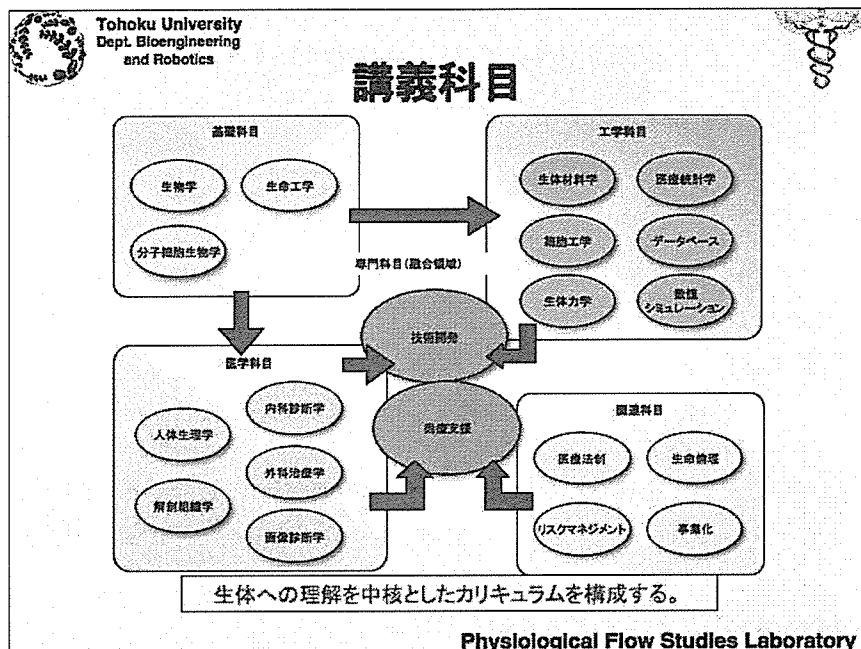 Tohoku University
Dept. Bioengineering
and Robotics
講義科目
基礎科目
生物学
生命工学
分子細胞生物学
工学科目
生体材料学
医療統計学
細胞工学
データベース
生体力学
数値
シミュレーション
専門科目(融合領域)
技術開発
治療支援
医学科目
人体生理学
内科診断学
外科治療学
解剖組織学
画像診断学
関連科目
医療法制
生命倫理
リスクマネジメント
事業化
生体への理解を中核としたカリキュラムを構成する。
Physiological Flow Studies Laboratory